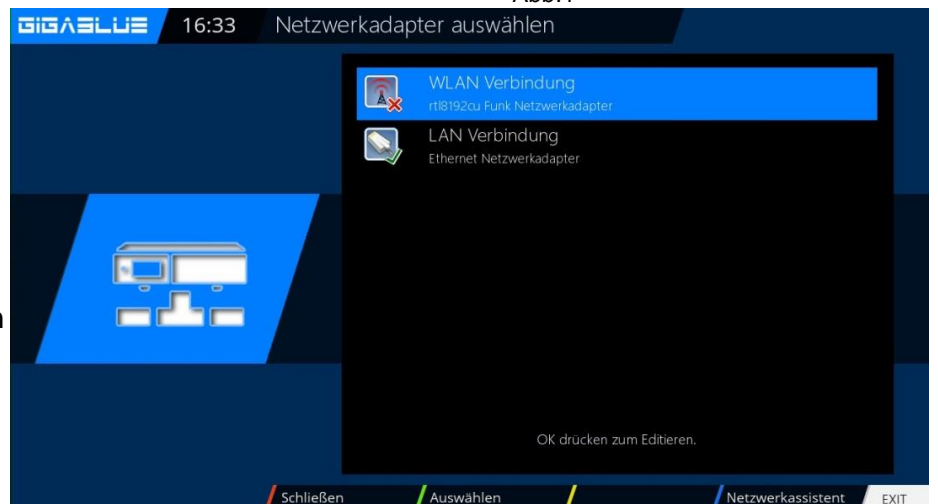 GIGABLUE 16:33 Netzwerkadapter auswählen
WLAN Verbindung
rtl8192cu Funk Netzwerkadapter
LAN Verbindung
Ethernet Netzwerkadapter
OK drücken zum Editieren.
Schließen Auswählen Netzwerkassistent EXIT